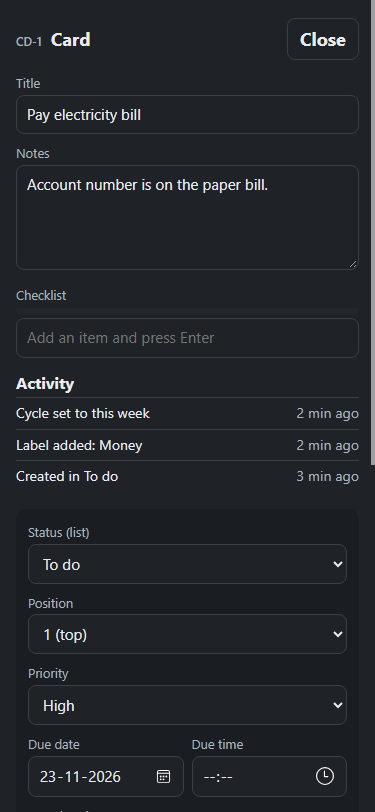 CD-1 Card Close
Title
Pay electricity bill
Notes
Account number is on the paper bill.
Checklist
Add an item and press Enter
Activity
Cycle set to this week 2 min ago
Label added: Money 2 min ago
Created in To do 3 min ago
Status (list)
To do
Position
1 (top)
Priority
High
Due date Due time
23-11-2026 --:--